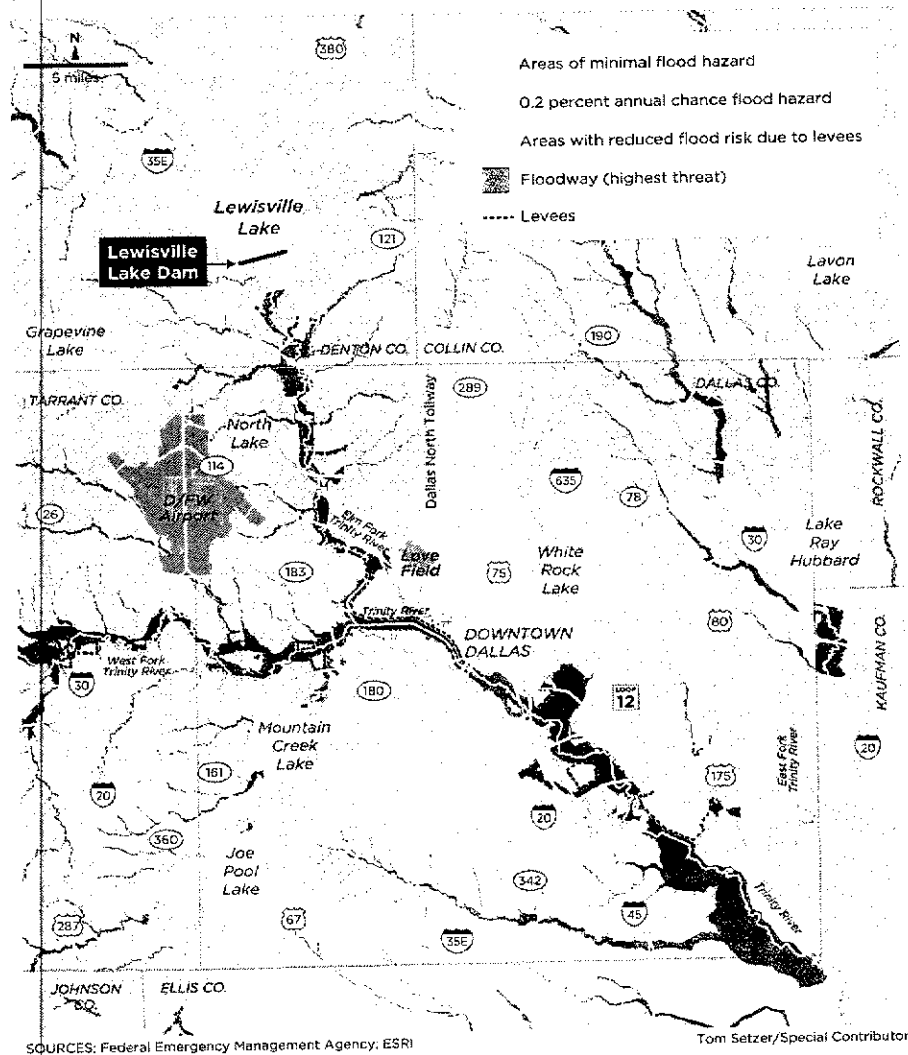 N
5 miles
380
Areas of minimal flood hazard
0.2 percent annual chance flood hazard
Areas with reduced flood risk due to levees
Floodway (highest threat)
Levees
35E
Lewisville
Lake
121
Lewisville
Lake Dam
Lavon
Lake
Grapevine
Lake
190
DENTON CO.
COLLIN CO.
TARRANT CO.
289
DALLAS CO.
North
Lake
Dallas North Tollway
ROCKWALL CO.
114
635
78
D/FW
Airport
26
Elm Fork
Trinity River
30
Lake
Ray
Hubbard
Love
Field
White
Rock
Lake
183
75
Trinity River
80
DOWNTOWN
DALLAS
West Fork
Trinity River
30
180
LOOP
12
KAUFMAN CO.
20
Mountain
Creek
Lake
East Fork
Trinity River
161
175
20
20
360
Joe
Pool
Lake
342
Trinity River
287
67
35E
45
JOHNSON
CO.
ELLIS CO.
SOURCES: Federal Emergency Management Agency; ESRI
Tom Setzer/Special Contributor